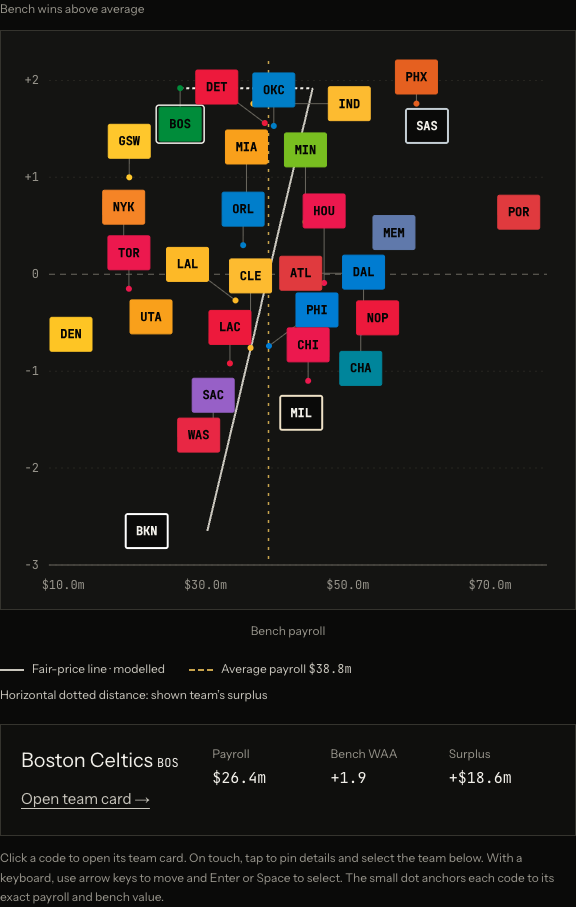 Bench wins above average
+2
PHX
DET
OKC
IND
BOS
SAS
GSW
MIA
MIN
+1
NYK
ORL
HOU
POR
MEM
TOR
LAL
CLE
ATL
DAL
0
PHI
UTA
LAC
NOP
DEN
CHI
CHA
-1
SAC
MIL
WAS
-2
BKN
-3
$10.0m $30.0m $50.0m $70.0m
Bench payroll
Fair-price line · modelled Average payroll $38.8m
Horizontal dotted distance: shown team's surplus
Boston Celtics BOS
Payroll Bench WAA Surplus
$26.4m +1.9 +$18.6m
Open team card →
Click a code to open its team card. On touch, tap to pin details and select the team below. With a
keyboard, use arrow keys to move and Enter or Space to select. The small dot anchors each code to its
exact payroll and bench value.